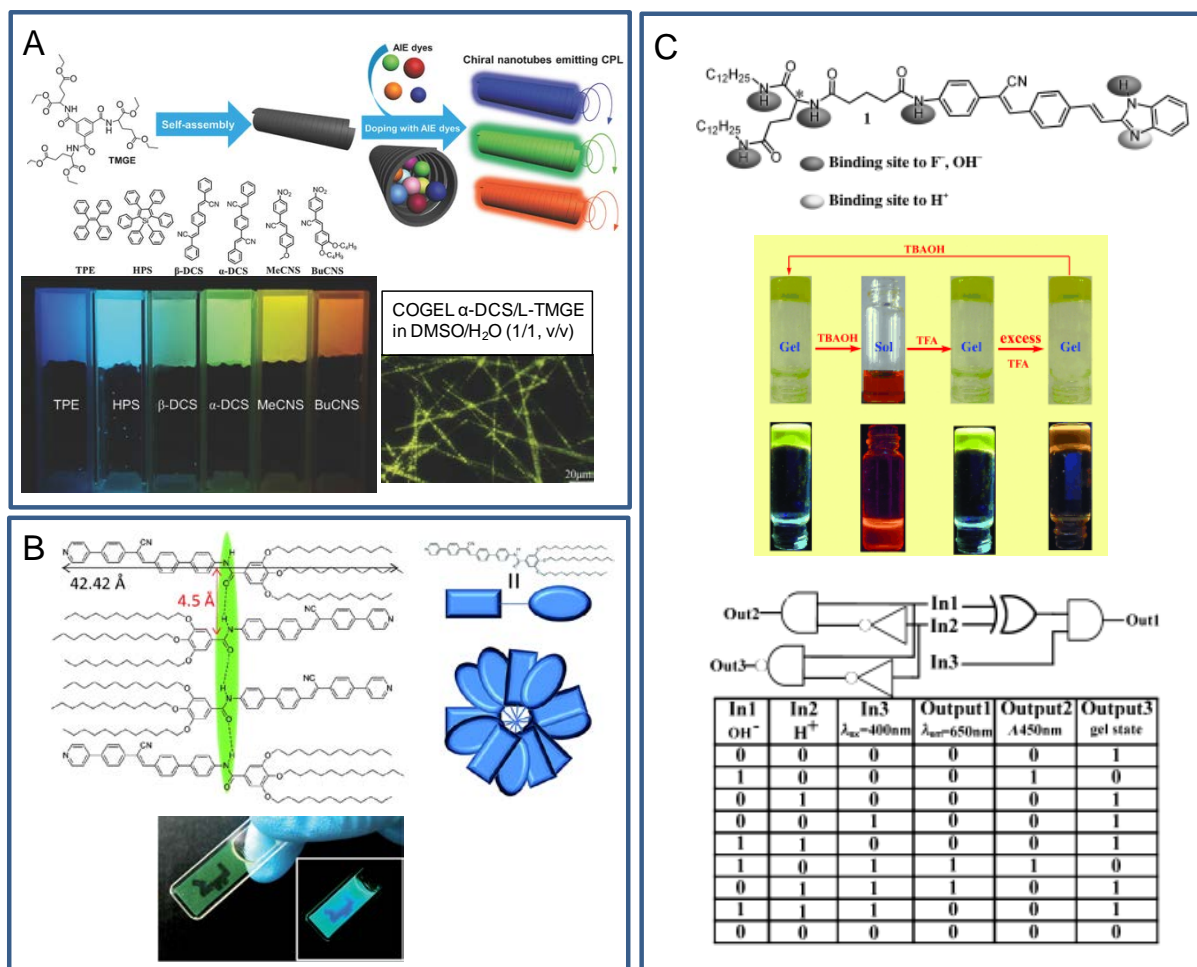 A
AIE dyes
Chiral nanotubes emitting CPL
Self-assembly
Doping with AIE dyes
TMGE
TPE HPS β-DCS α-DCS MeCNS BuCNS
COGEL α-DCS/L-TMGE
in DMSO/H₂O (1/1, v/v)
TPE HPS β-DCS α-DCS MeCNS BuCNS
20μm
B
42.42 Å
4.5 Å
C
1
Binding site to F⁻, OH⁻
Binding site to H⁺
TBAOH
Gel TBAOH Sol TFA Gel excess TFA Gel
Out2 In1 In2 Out1
Out3 In3
In1 In2 In3 Output1 Output2 Output3
OH⁻ H⁺ λex=400nm λem=650nm A450nm gel state
0 0 0 0 0 1
1 0 0 0 1 0
0 1 0 0 0 1
0 0 1 0 0 1
1 1 0 0 0 1
1 0 1 1 1 0
0 1 1 1 0 1
1 1 1 0 0 1
0 0 0 0 0 0